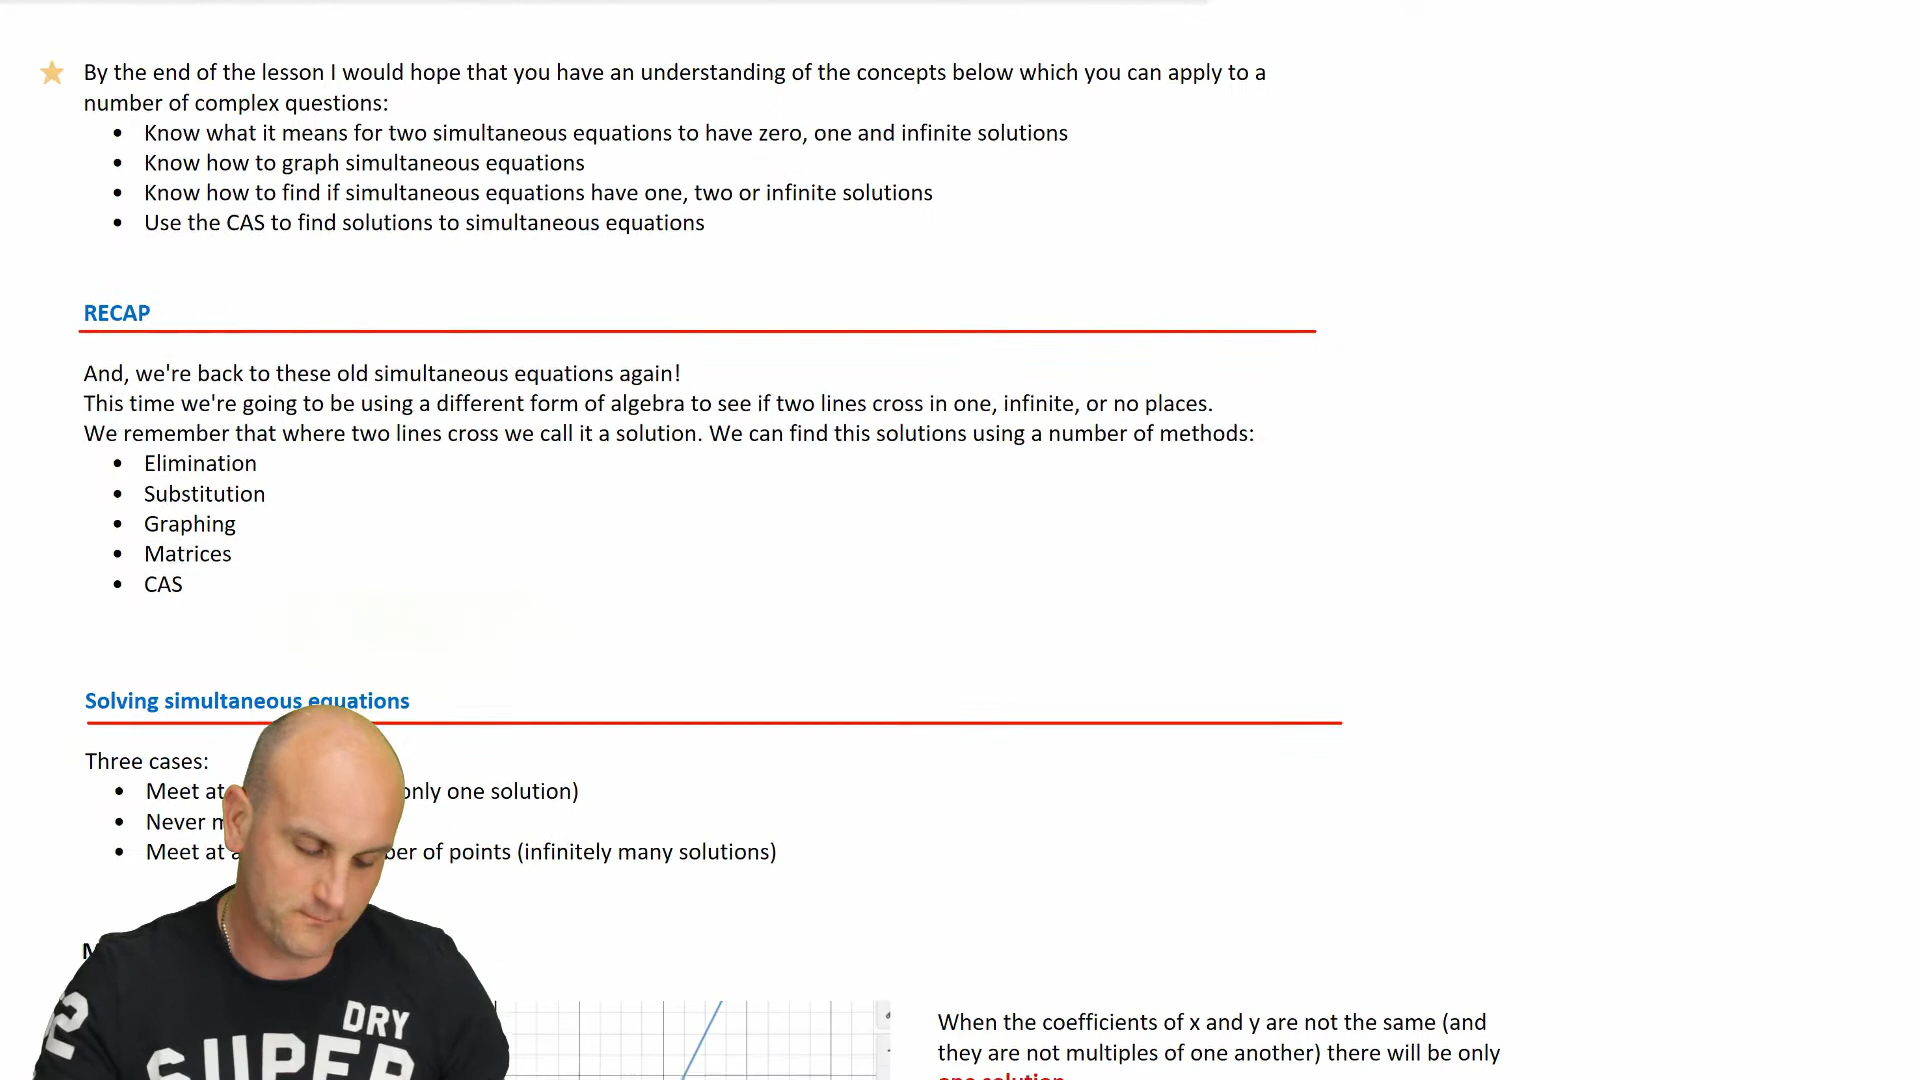 By the end of the lesson I would hope that you have an understanding of the concepts below which you can apply to a
number of complex questions:
• Know what it means for two simultaneous equations to have zero, one and infinite solutions
• Know how to graph simultaneous equations
• Know how to find if simultaneous equations have one, two or infinite solutions
• Use the CAS to find solutions to simultaneous equations
RECAP
And, we're back to these old simultaneous equations again!
This time we're going to be using a different form of algebra to see if two lines cross in one, infinite, or no places.
We remember that where two lines cross we call it a solution. We can find this solutions using a number of methods:
• Elimination
• Substitution
• Graphing
• Matrices
• CAS
Solving simultaneous equations
Three cases:
• Meet at only one solution)
• Never
• Meet at of points (infinitely many solutions)
When the coefficients of x and y are not the same (and
they are not multiples of one another) there will be only
one solution
DRY
SUPER